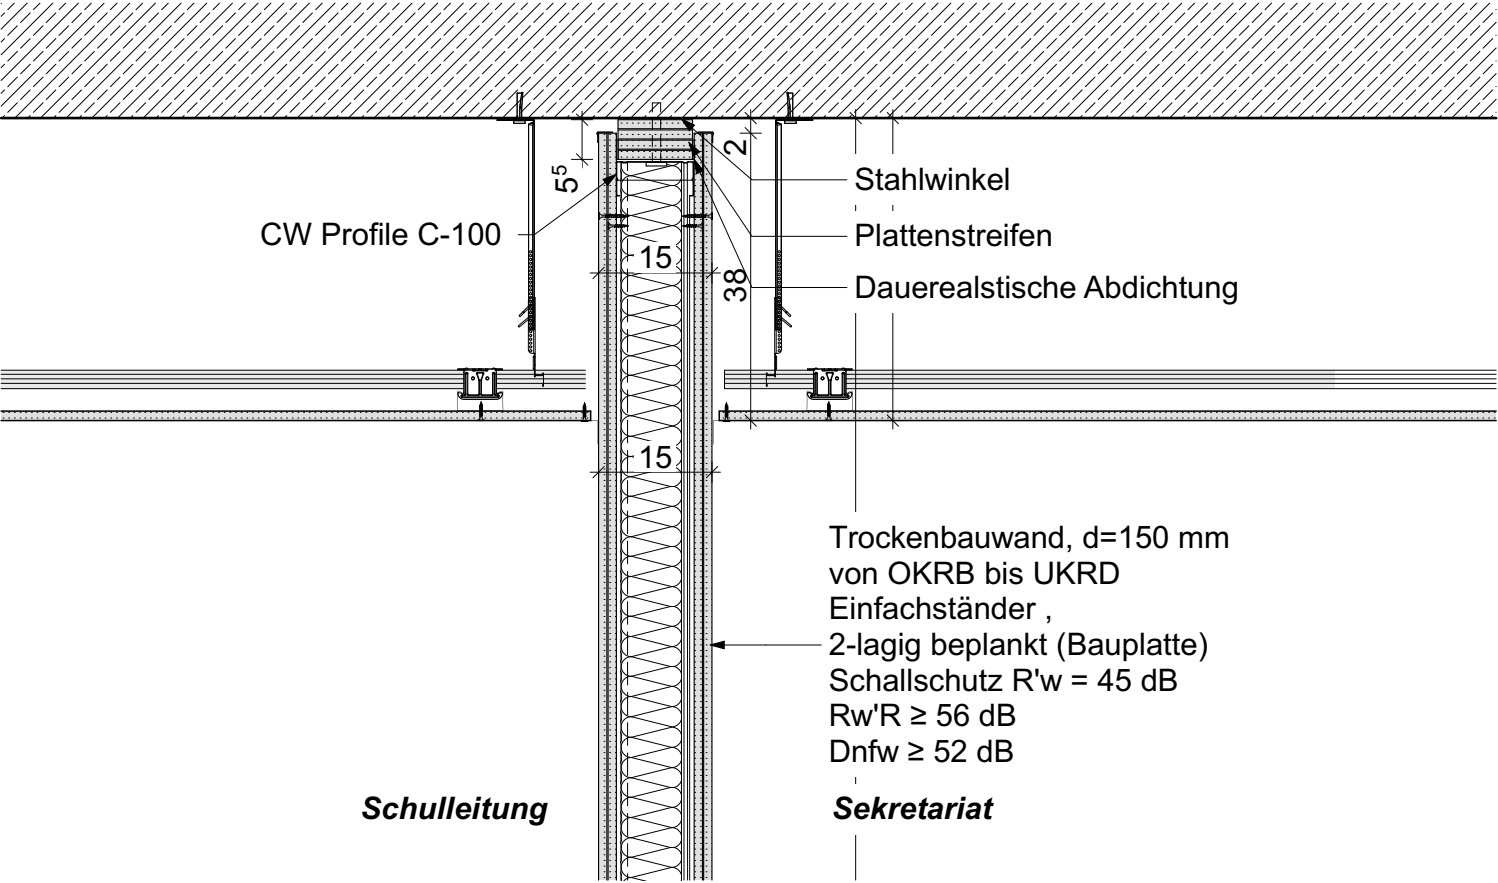 2
5⁵
Stahlwinkel
CW Profile C-100
Plattenstreifen
15
38
Dauerealstische Abdichtung
15
Trockenbauwand, d=150 mm
von OKRB bis UKRD
Einfachständer ,
2-lagig beplankt (Bauplatte)
Schallschutz R'w = 45 dB
Rw'R ≥ 56 dB
Dnfw ≥ 52 dB
Schulleitung
Sekretariat